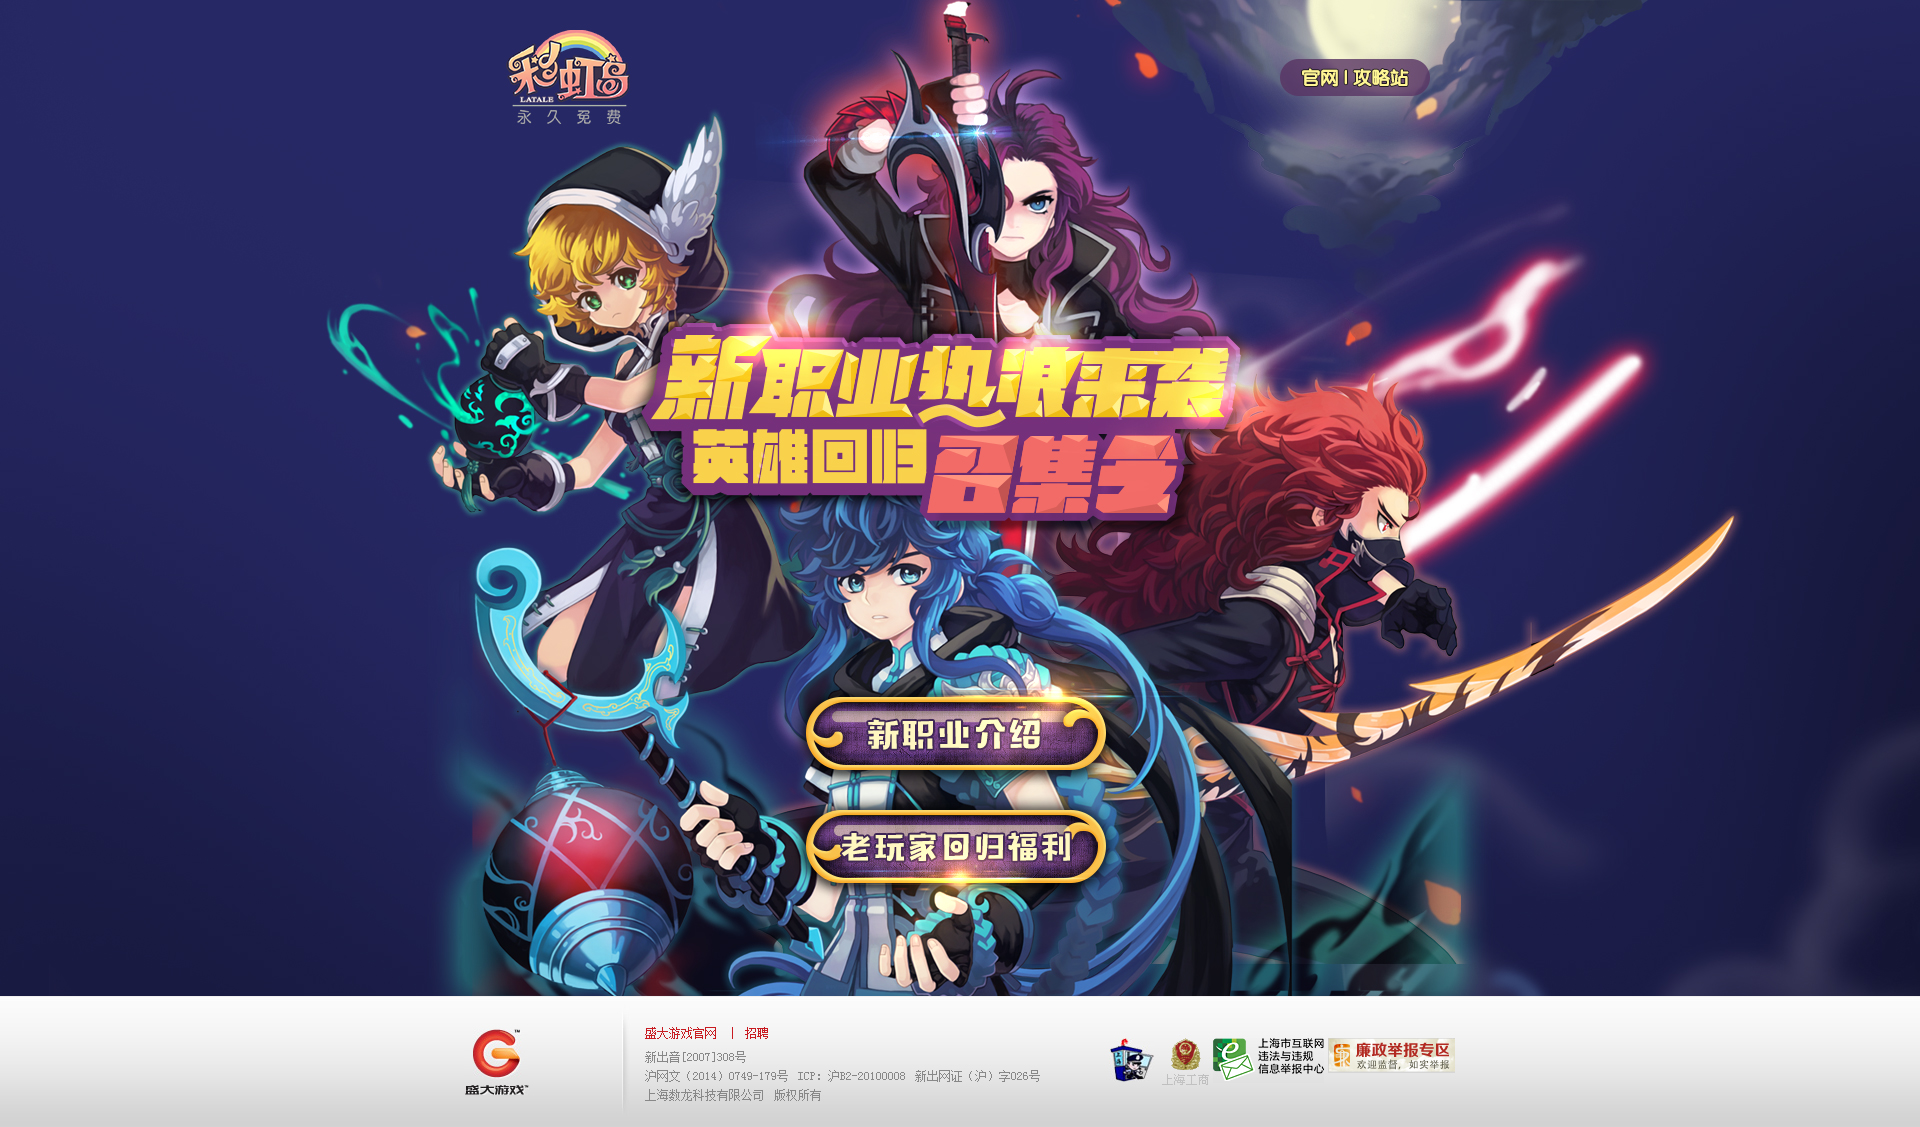 彩虹岛
LATALE
永久免费
官网 | 攻略站
新职业热浪来袭
英雄回归召集令
新职业介绍
老玩家回归福利
G™
盛大游戏™
盛大游戏官网 | 招聘
新出音[2007]308号
沪网文（2014）0749-179号 ICP：沪B2-20100008 新出网证（沪）字026号
上海数龙科技有限公司 版权所有
上海工商
上海市互联网
违法与违规
信息举报中心
廉政举报专区
欢迎监督，如实举报